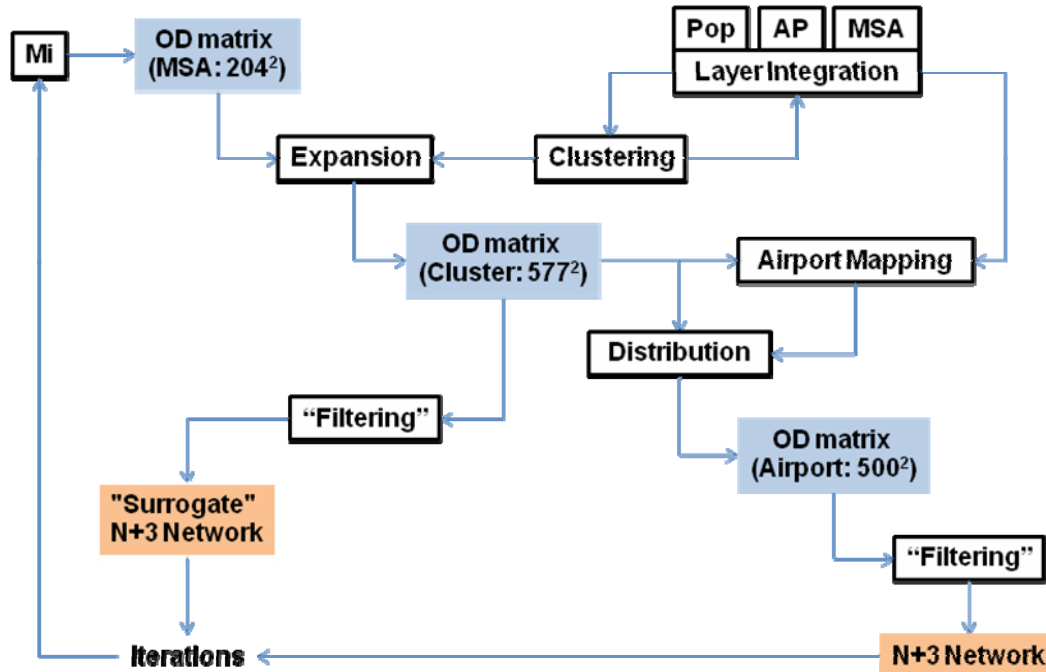 Pop
AP
MSA
Layer Integration
Mi
OD matrix
(MSA: 204²)
Expansion
Clustering
OD matrix
(Cluster: 577²)
Airport Mapping
Distribution
“Filtering”
OD matrix
(Airport: 500²)
"Surrogate"
N+3 Network
“Filtering”
Iterations
N+3 Network